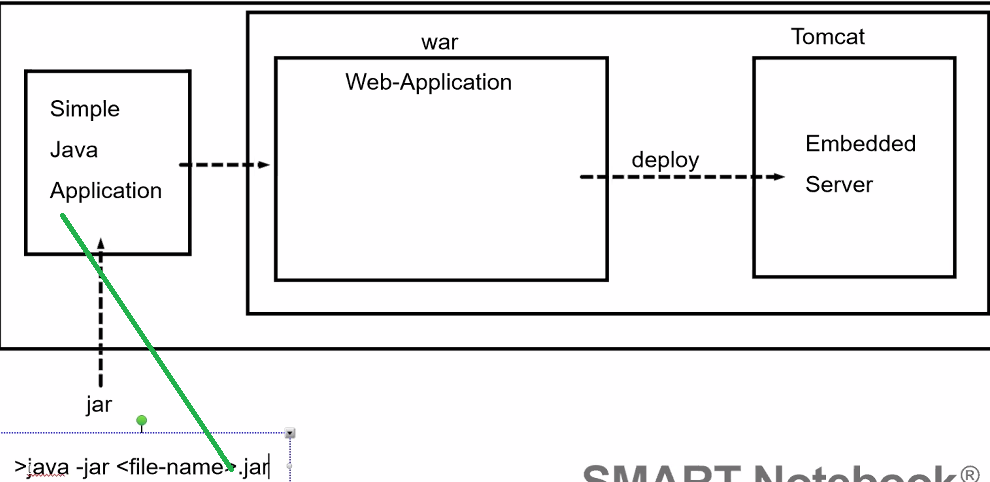 war
Tomcat
Web-Application
Simple
Java
Application
Embedded
Server
deploy
jar
>java -jar <file-name>.jar
SMART Notebook®